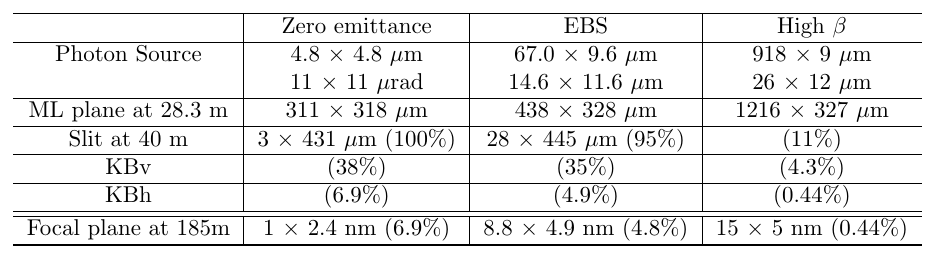 Zero emittance EBS High β
Photon Source 4.8 × 4.8 μm 67.0 × 9.6 μm 918 × 9 μm
11 × 11 μrad 14.6 × 11.6 μm 26 × 12 μm
ML plane at 28.3 m 311 × 318 μm 438 × 328 μm 1216 × 327 μm
Slit at 40 m 3 × 431 μm (100%) 28 × 445 μm (95%) (11%)
KBv (38%) (35%) (4.3%)
KBh (6.9%) (4.9%) (0.44%)
Focal plane at 185m 1 × 2.4 nm (6.9%) 8.8 × 4.9 nm (4.8%) 15 × 5 nm (0.44%)